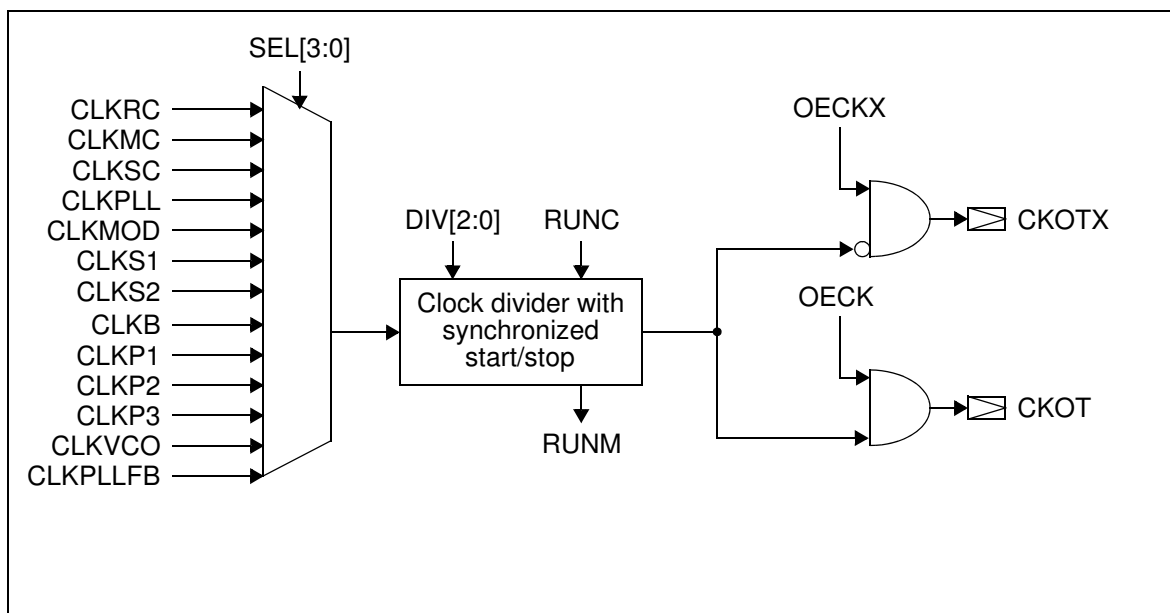 SEL[3:0]
CLKRC
CLKMC
CLKSC
CLKPLL
CLKMOD
CLKS1
CLKS2
CLKB
CLKP1
CLKP2
CLKP3
CLKVCO
CLKPLLFB
DIV[2:0]
RUNC
Clock divider with
synchronized
start/stop
RUNM
OECKX
CKOTX
OECK
CKOT